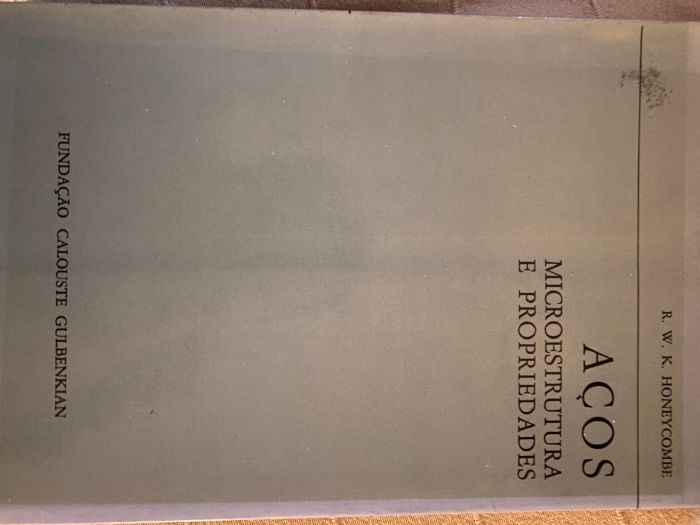 R. W. K. HONEYCOMBE
AÇOS
MICROESTRUTURA
E PROPRIEDADES
FUNDAÇÃO CALOUSTE GULBENKIAN